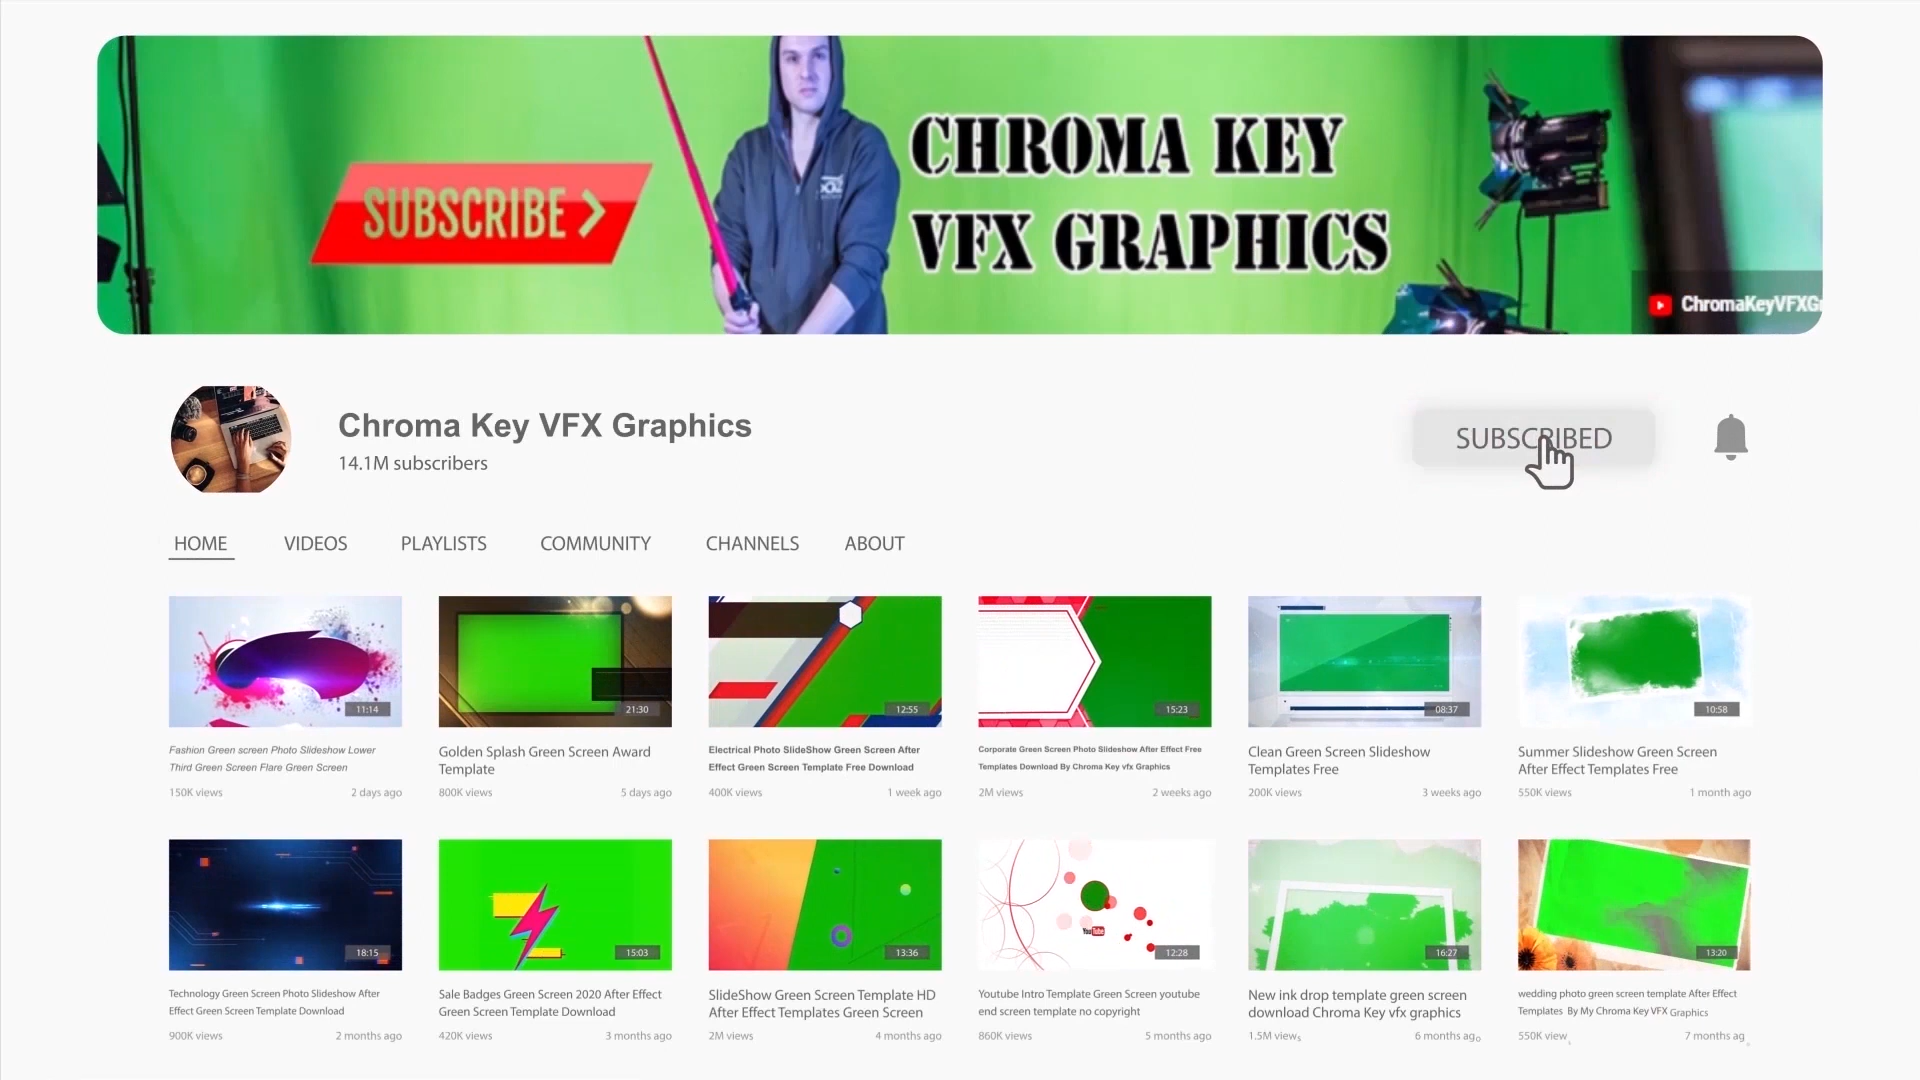 SUBSCRIBE >
CHROMA KEY
VFX GRAPHICS
ChromaKeyVFXGr
Chroma Key VFX Graphics
14.1M subscribers
SUBSCRIBED
HOME VIDEOS PLAYLISTS COMMUNITY CHANNELS ABOUT
11:14
21:30
12:55
15:23
08:37
10:58
Fashion Green screen Photo Slideshow Lower
Third Green Screen Flare Green Screen
150K views 2 days ago
Golden Splash Green Screen Award
Template
800K views 5 days ago
Electrical Photo SlideShow Green Screen After
Effect Green Screen Template Free Download
400K views 1 week ago
Corporate Green Screen Photo Slideshow After Effect Free
Templates Download By Chroma Key vfx Graphics
2M views 2 weeks ago
Clean Green Screen Slideshow
Templates Free
200K views 3 weeks ago
Summer Slideshow Green Screen
After Effect Templates Free
550K views 1 month ago
18:15
15:03
13:36
YouTube
12:28
16:27
13:20
Technology Green Screen Photo Slideshow After
Effect Green Screen Template Download
900K views 2 months ago
Sale Badges Green Screen 2020 After Effect
Green Screen Template Download
420K views 3 months ago
SlideShow Green Screen Template HD
After Effect Templates Green Screen
2M views 4 months ago
Youtube Intro Template Green Screen youtube
end screen template no copyright
860K views 5 months ago
New ink drop template green screen
download Chroma Key vfx graphics
1.5M views 6 months ago
wedding photo green screen template After Effect
Templates By My Chroma Key VFX Graphics
550K view 7 months ag